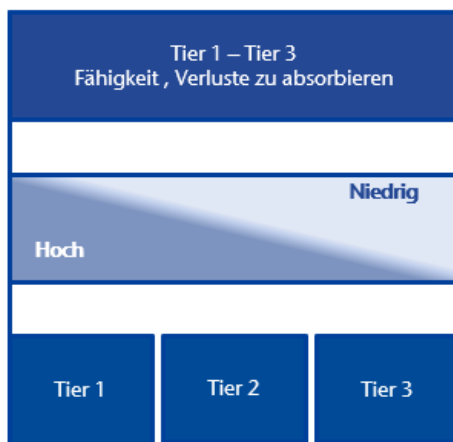 Tier 1 – Tier 3
Fähigkeit , Verluste zu absorbieren
Niedrig
Hoch
Tier 1
Tier 2
Tier 3